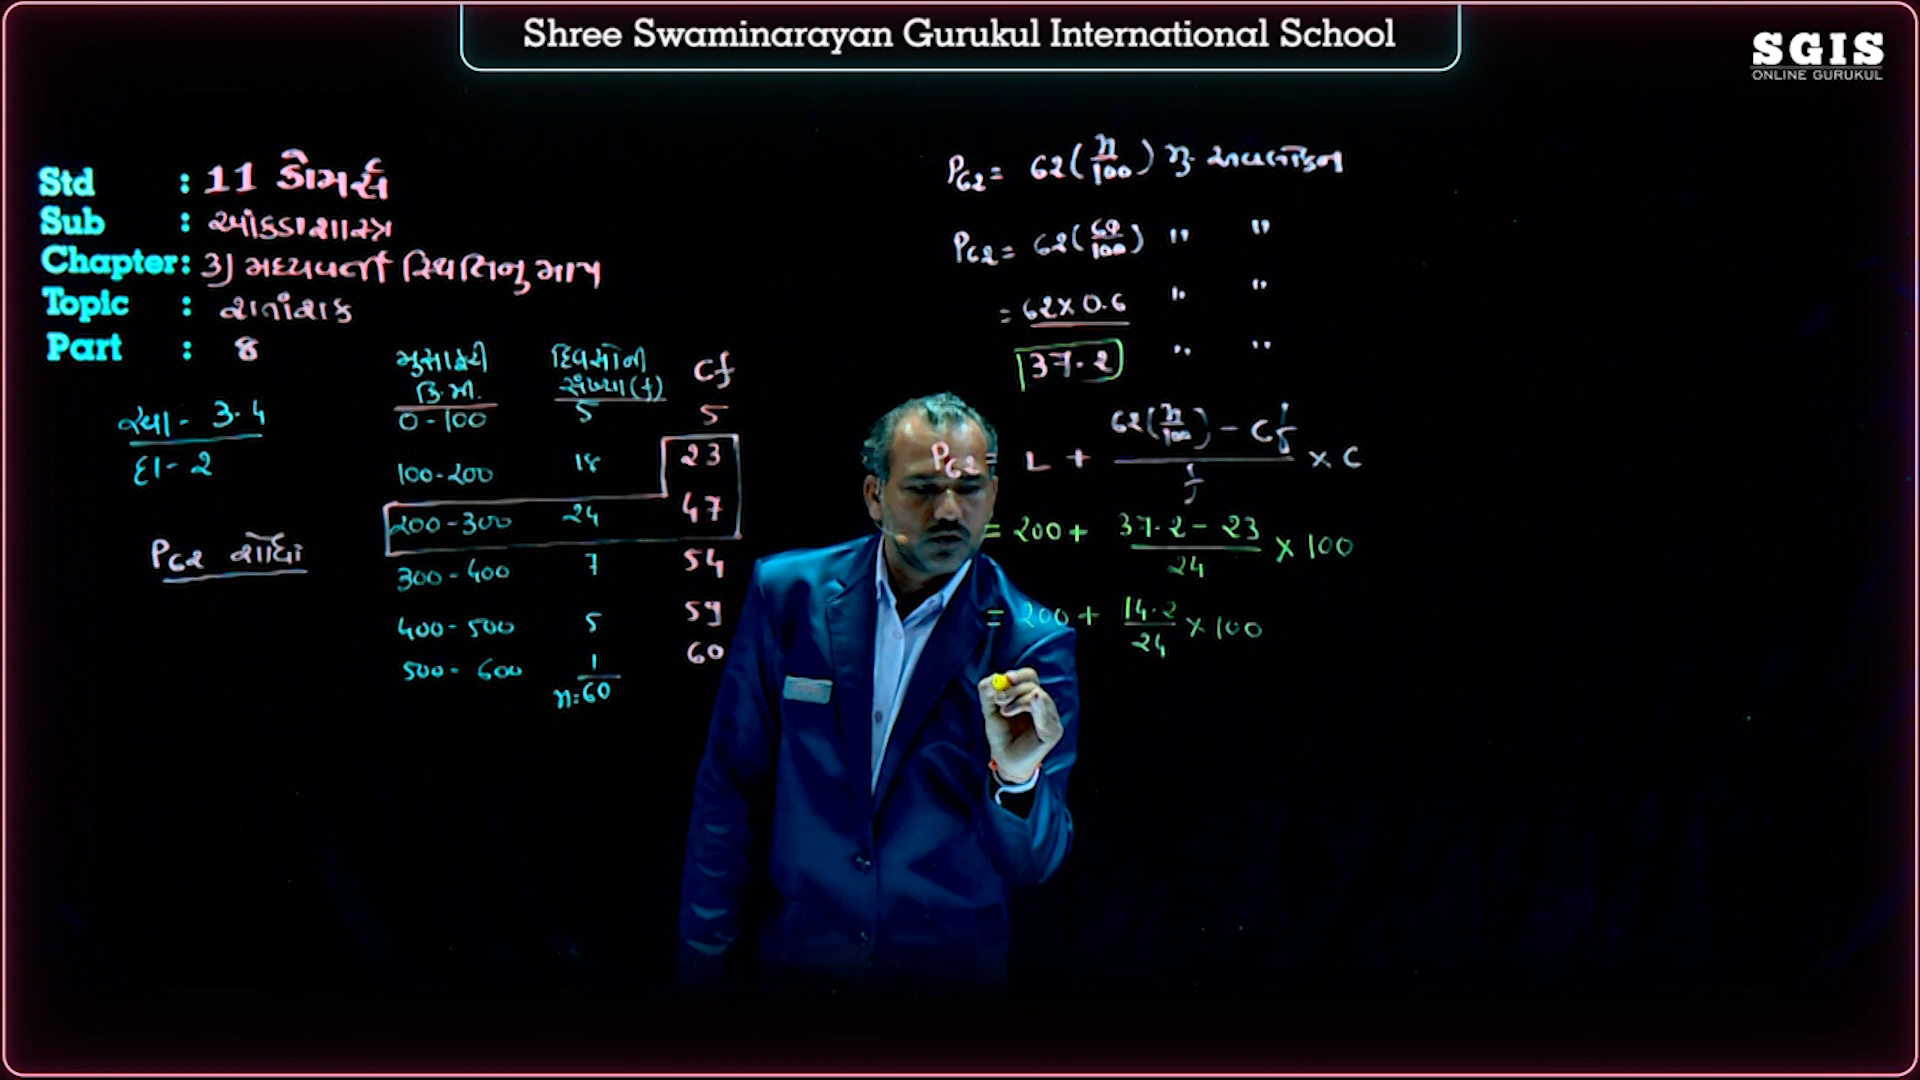 Shree Swaminarayan Gurukul International School
SGIS
ONLINE GURUKUL
Std : 11 કોમર્સ
Sub : આંકડાશાસ્ત્ર
Chapter: 3) મધ્યવર્તી સ્થિતિનું માપ
Topic : શતાંશક
Part : 8
સ્વા - 3.4
દા - 2
P62 શોધો
મુસાફરી કિ.મી. દિવસોની સંખ્યા (f) Cf
0-100 5 5
100-200 18 23
200-300 24 47
300-400 7 54
400-500 5 59
500-600 1 60
n=60
P62 = 62(n/100) નું અવલોકન
P62 = 62(60/100) " "
= 62 x 0.6 " "
37.2 " "
P62 = L + 62(n/100) - Cf / f x C
= 200 + 37.2 - 23 / 24 x 100
= 200 + 14.2 / 24 x 100